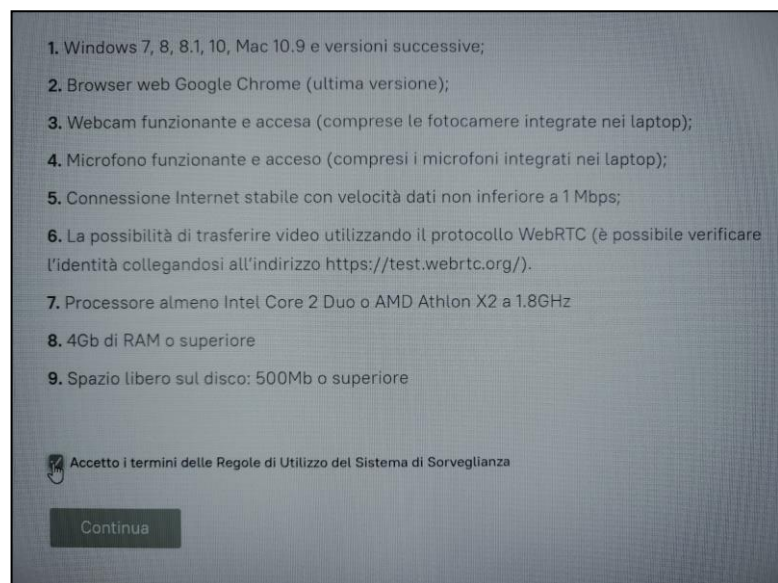 1. Windows 7, 8, 8.1, 10, Mac 10.9 e versioni successive;
2. Browser web Google Chrome (ultima versione);
3. Webcam funzionante e accesa (comprese le fotocamere integrate nei laptop);
4. Microfono funzionante e acceso (compresi i microfoni integrati nei laptop);
5. Connessione Internet stabile con velocità dati non inferiore a 1 Mbps;
6. La possibilità di trasferire video utilizzando il protocollo WebRTC (è possibile verificare
l'identità collegandosi all'indirizzo https://test.webrtc.org/).
7. Processore almeno Intel Core 2 Duo o AMD Athlon X2 a 1.8GHz
8. 4Gb di RAM o superiore
9. Spazio libero sul disco: 500Mb o superiore
Accetto i termini delle Regole di Utilizzo del Sistema di Sorveglianza
Continua